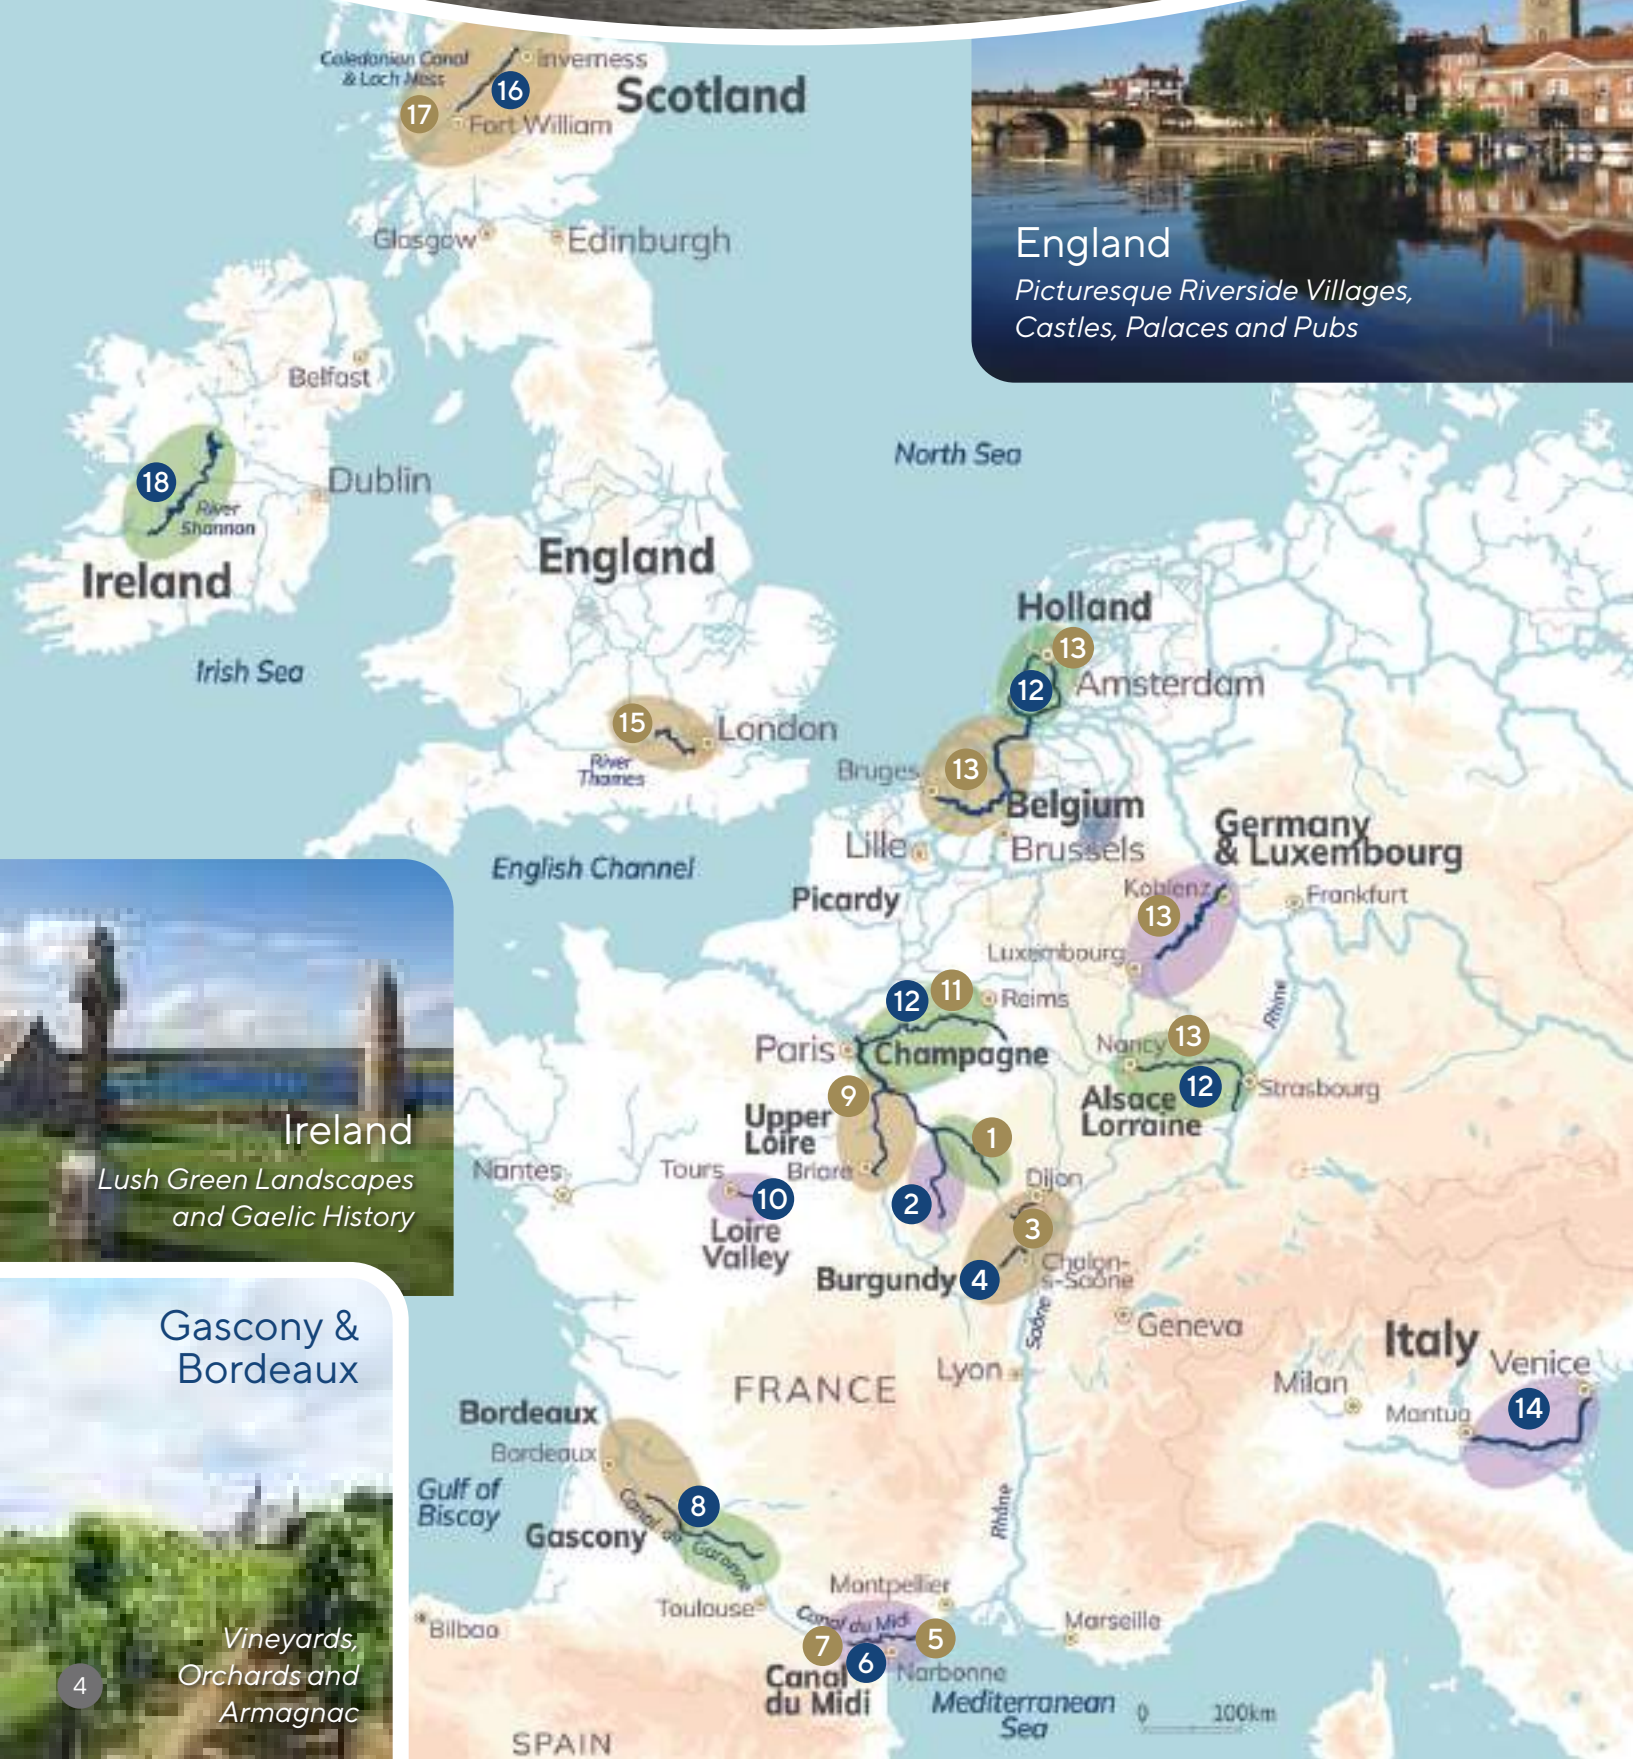 Caledonian Canal
& Loch Ness
Inverness
16
17
Fort William
Scotland
Glasgow
Edinburgh
England
Picturesque Riverside Villages,
Castles, Palaces and Pubs
Belfast
North Sea
18
Dublin
River
Shannon
Ireland
England
Irish Sea
Holland
13
12
Amsterdam
15
London
River
Thames
Bruges
13
Belgium
Brussels
Lille
Germany
& Luxembourg
English Channel
Picardy
Koblenz
13
Frankfurt
Luxembourg
Rhine
12
11
Reims
Paris
Champagne
Nancy
13
12
Strasbourg
Alsace
Lorraine
9
Upper
Loire
Briare
1
2
Nantes
Tours
10
Loire
Valley
Dijon
3
Burgundy
4
Chalon-
s-Saône
Saône
Geneva
Lyon
FRANCE
Italy
Venice
Milan
Mantua
14
Ireland
Lush Green Landscapes
and Gaelic History
Gascony &
Bordeaux
Vineyards,
Orchards and
Armagnac
4
Bordeaux
Bordeaux
Gulf of
Biscay
8
Canal de Garonne
Gascony
Rhône
Toulouse
Montpellier
Canal du Midi
7
6
5
Narbonne
Canal
du Midi
Marseille
Bilbao
Mediterranean
Sea
0 100km
SPAIN